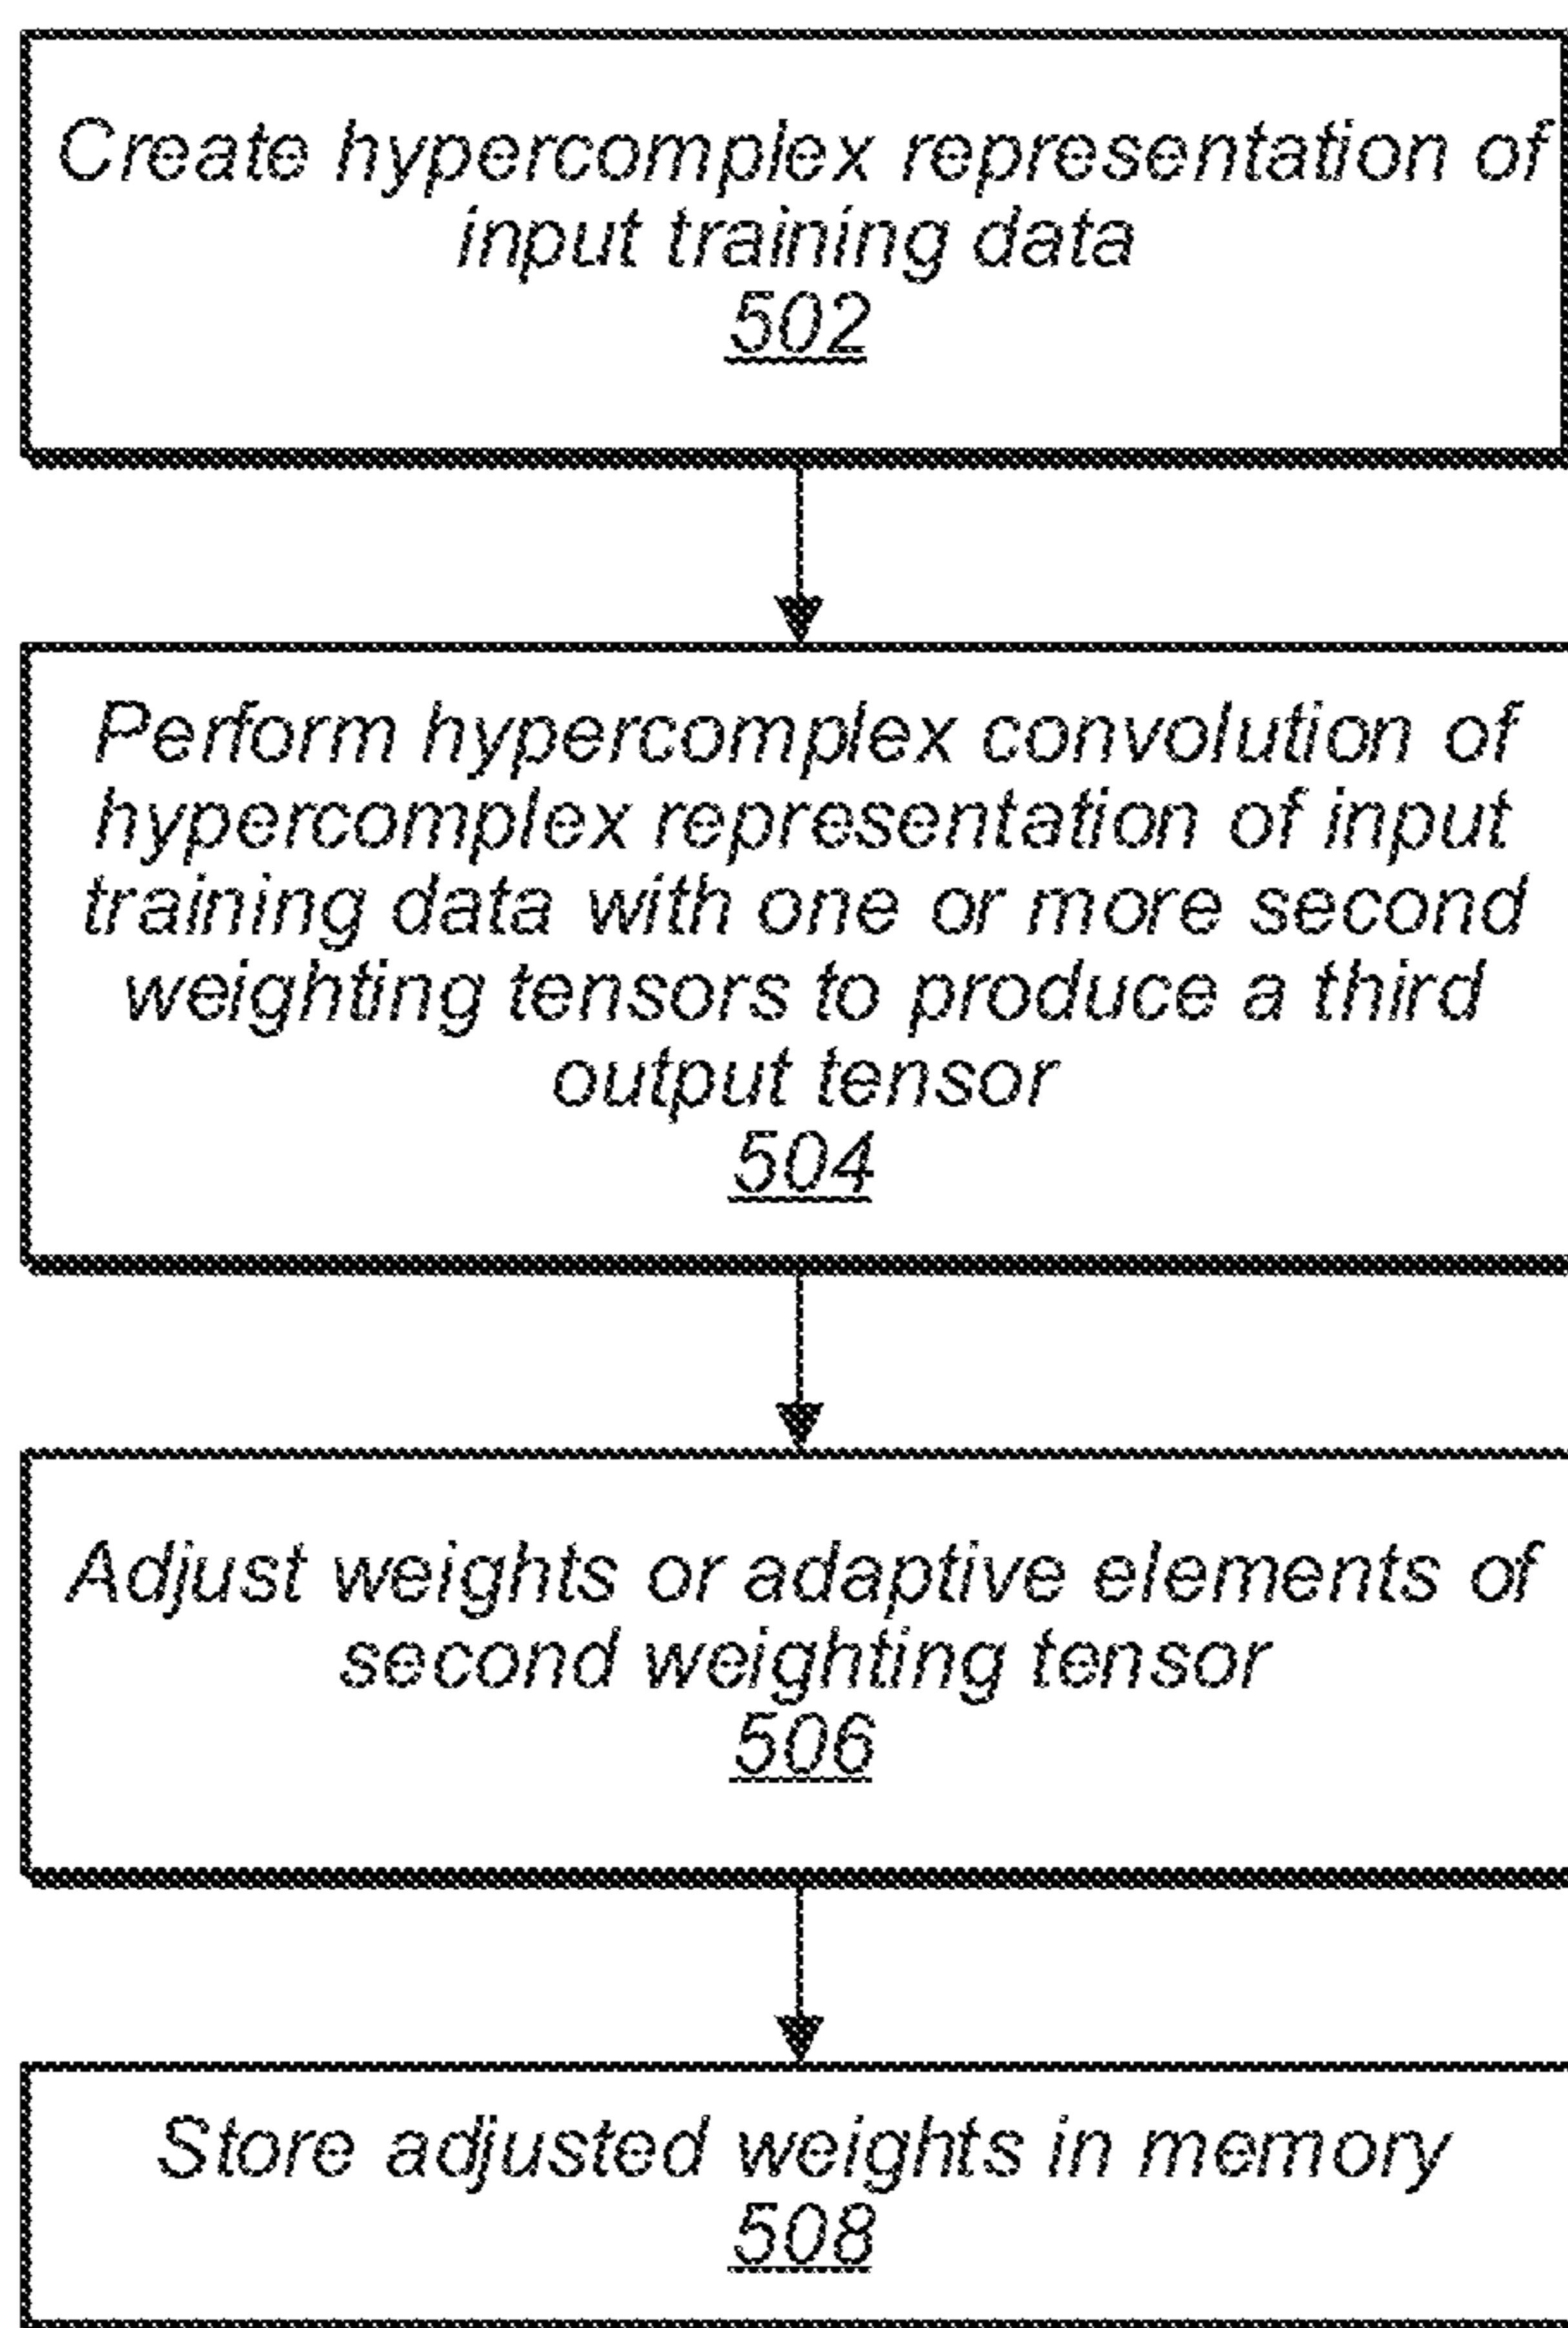 Create hypercomplex representation of
input training data
502
Perform hypercomplex convolution of
hypercomplex representation of input
training data with one or more second
weighting tensors to produce a third
output tensor
504
Adjust weights or adaptive elements of
second weighting tensor
506
Store adjusted weights in memory
508